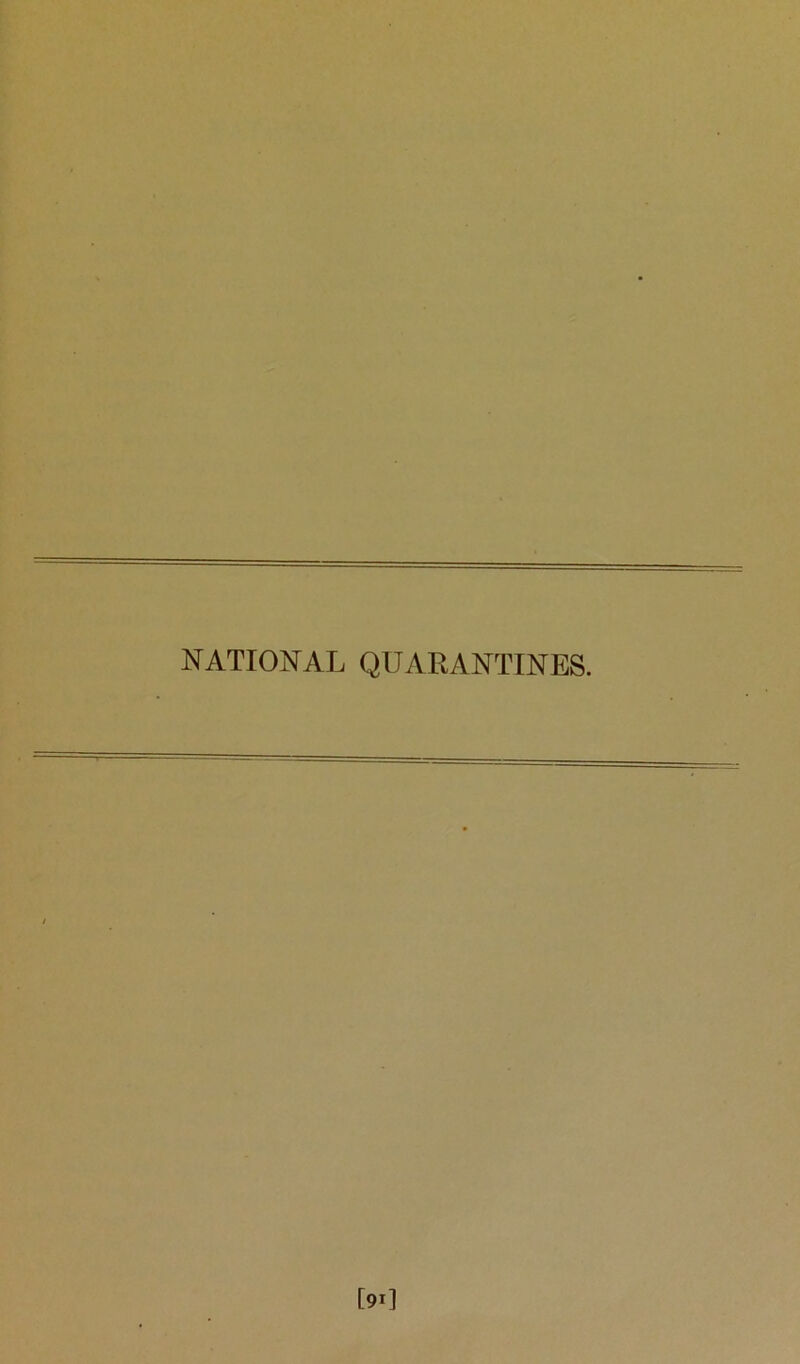 NATIONAL QUARANTINES.
[91]